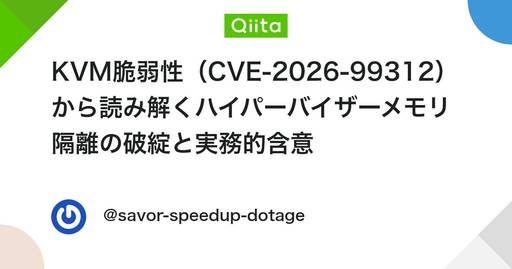 Qiita
KVM脆弱性（CVE-2026-99312）
から読み解くハイパーバイザーメモリ
隔離の破綻と実務的含意
@savor-speedup-dotage